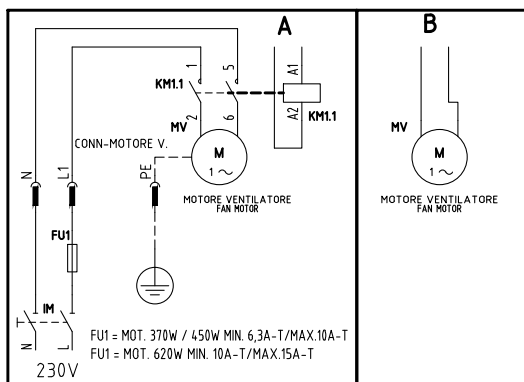 A
B
1
5
KM1.1
A1
A2
KM1.1
2
6
MV
CONN-MOTORE V.
M
1 ~
MV
M
1 ~
N
L1
PE
MOTORE VENTILATORE
FAN MOTOR
MOTORE VENTILATORE
FAN MOTOR
FU1
IM
N
L
FU1 = MOT. 370W / 450W MIN. 6,3A-T/MAX.10A-T
FU1 = MOT. 620W MIN. 10A-T/MAX.15A-T
230V